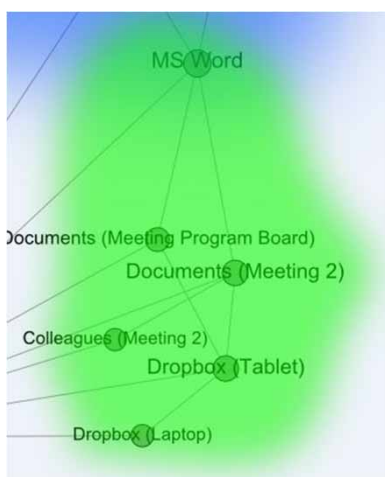 MS Word
Documents (Meeting Program Board)
Documents (Meeting 2)
Colleagues (Meeting 2)
Dropbox (Tablet)
Dropbox (Laptop)